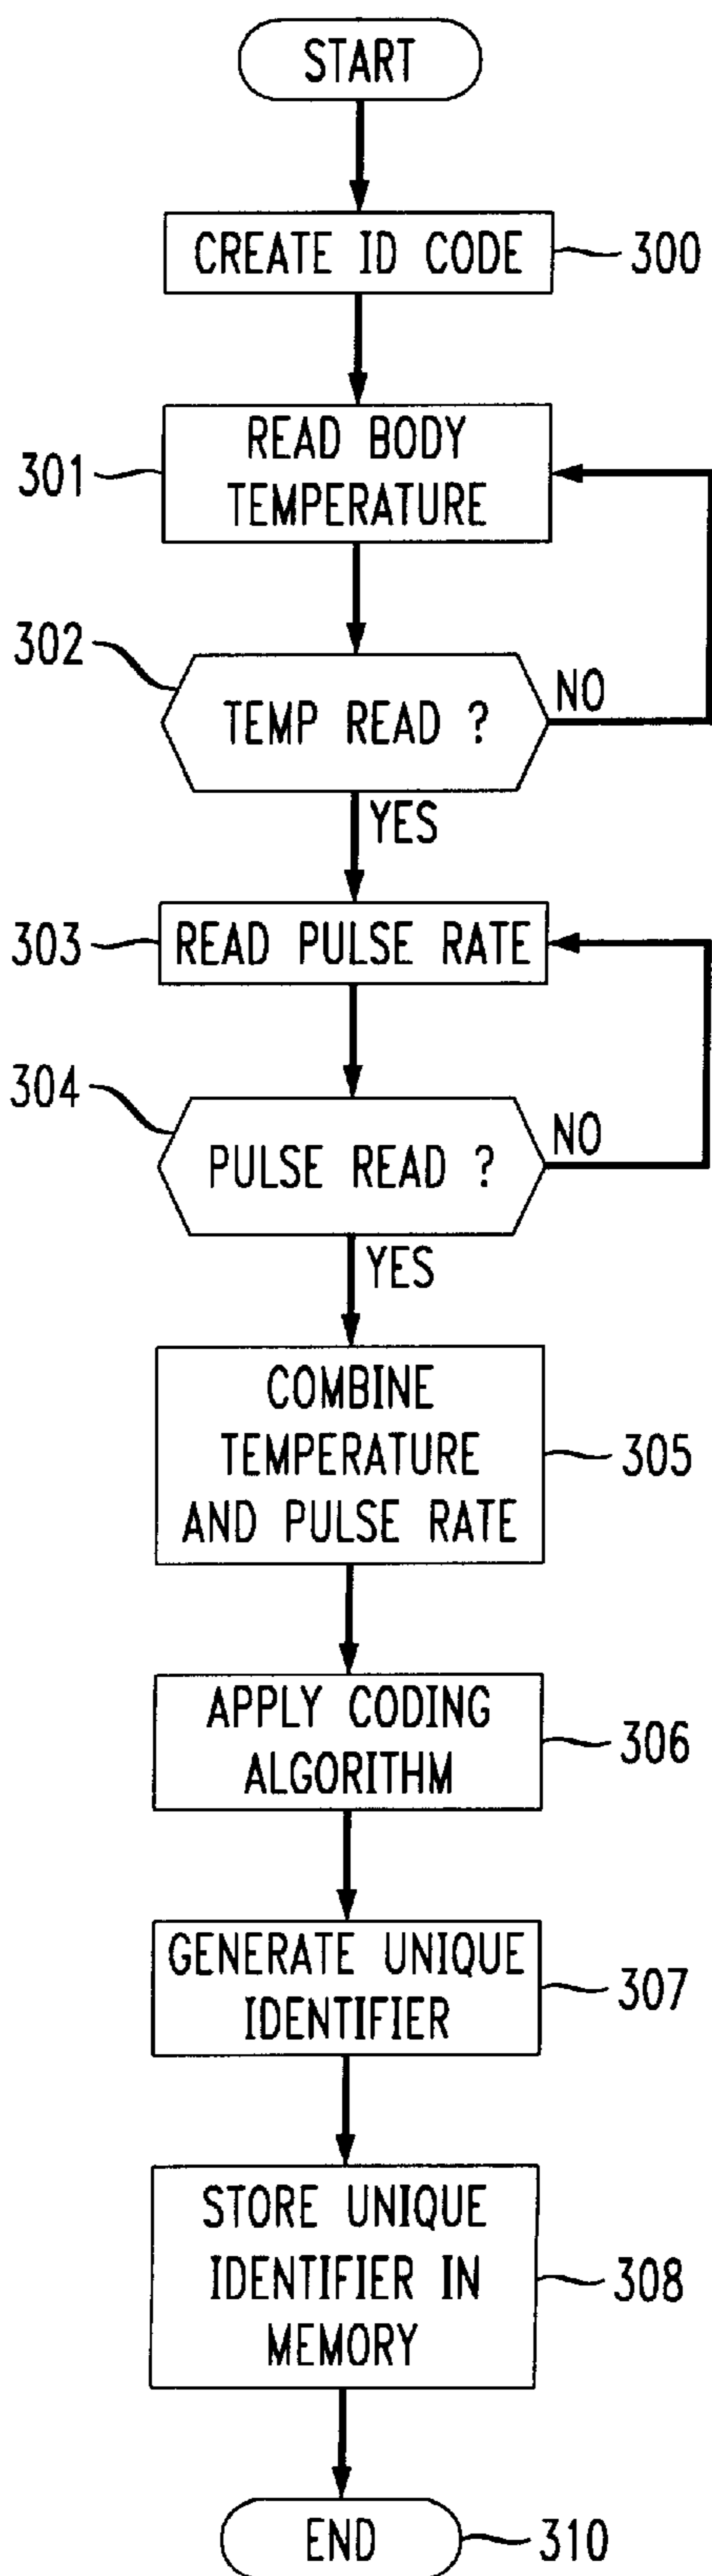 START
CREATE ID CODE
300
READ BODY
TEMPERATURE
301
302
TEMP READ ?
NO
YES
303
READ PULSE RATE
304
PULSE READ ?
NO
YES
COMBINE
TEMPERATURE
AND PULSE RATE
305
APPLY CODING
ALGORITHM
306
GENERATE UNIQUE
IDENTIFIER
307
STORE UNIQUE
IDENTIFIER IN
MEMORY
308
END
310